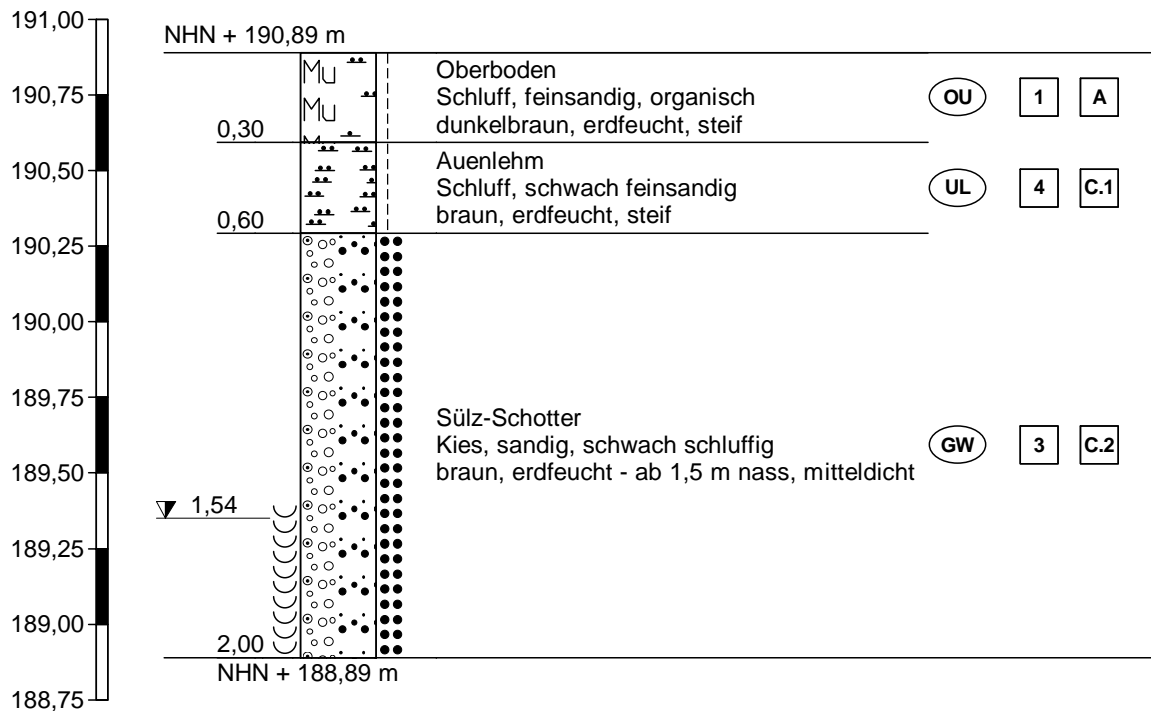 191,00
190,75
190,50
190,25
190,00
189,75
189,50
189,25
189,00
188,75
NHN + 190,89 m
Mu
Mu
0,30
Oberboden
Schluff, feinsandig, organisch
dunkelbraun, erdfeucht, steif
OU 1 A
0,60
Auenlehm
Schluff, schwach feinsandig
braun, erdfeucht, steif
UL 4 C.1
Sülz-Schotter
Kies, sandig, schwach schluffig
braun, erdfeucht - ab 1,5 m nass, mitteldicht
GW 3 C.2
1,54
2,00
NHN + 188,89 m